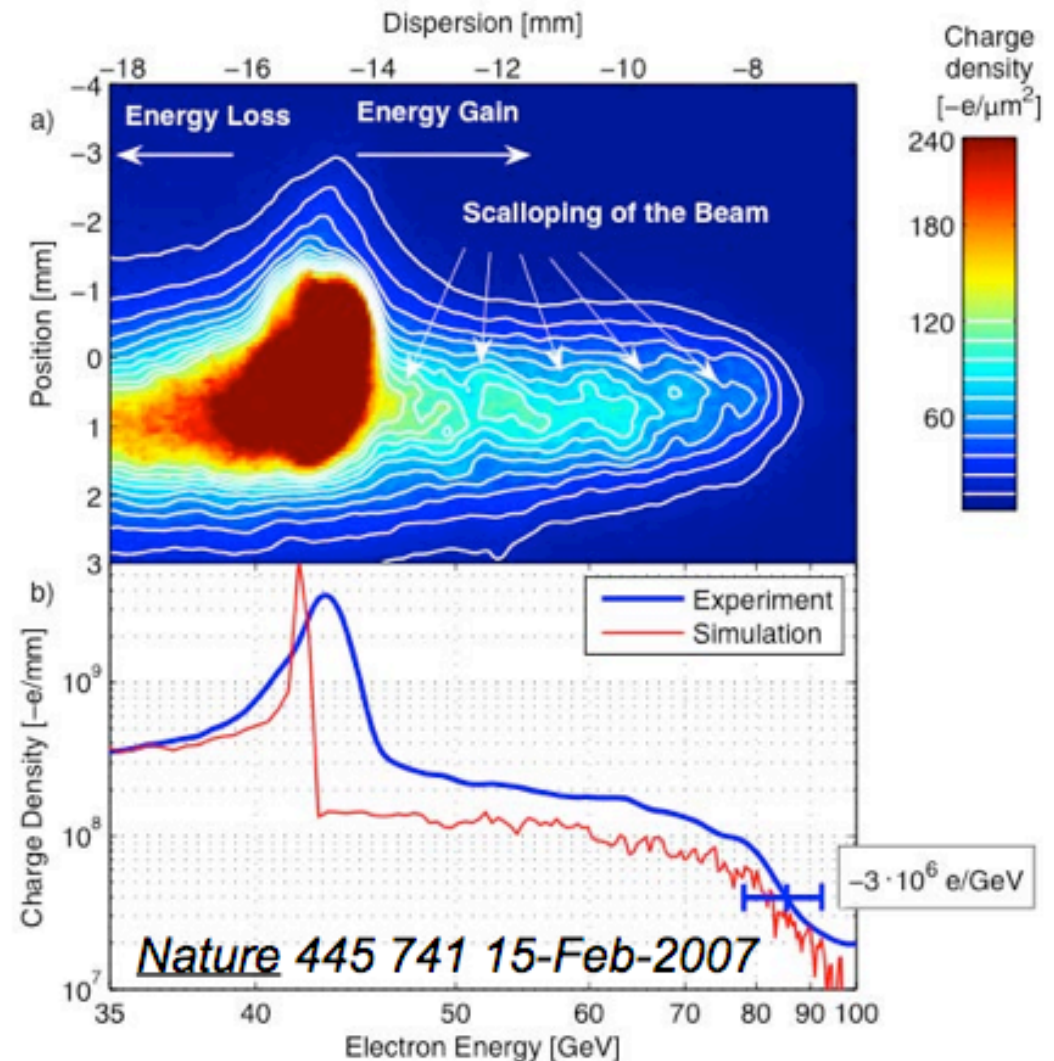 Dispersion [mm]
−18 −16 −14 −12 −10 −8
Charge
density
[−e/μm²]
a)
Energy Loss
Energy Gain
Scalloping of the Beam
Position [mm]
−4
−3
−2
−1
0
1
2
3
240
180
120
60
b)
Experiment
Simulation
Charge Density [−e/mm]
10⁹
10⁸
10⁷
−3·10⁶ e/GeV
Nature 445 741 15-Feb-2007
35 40 50 60 70 80 90 100
Electron Energy [GeV]